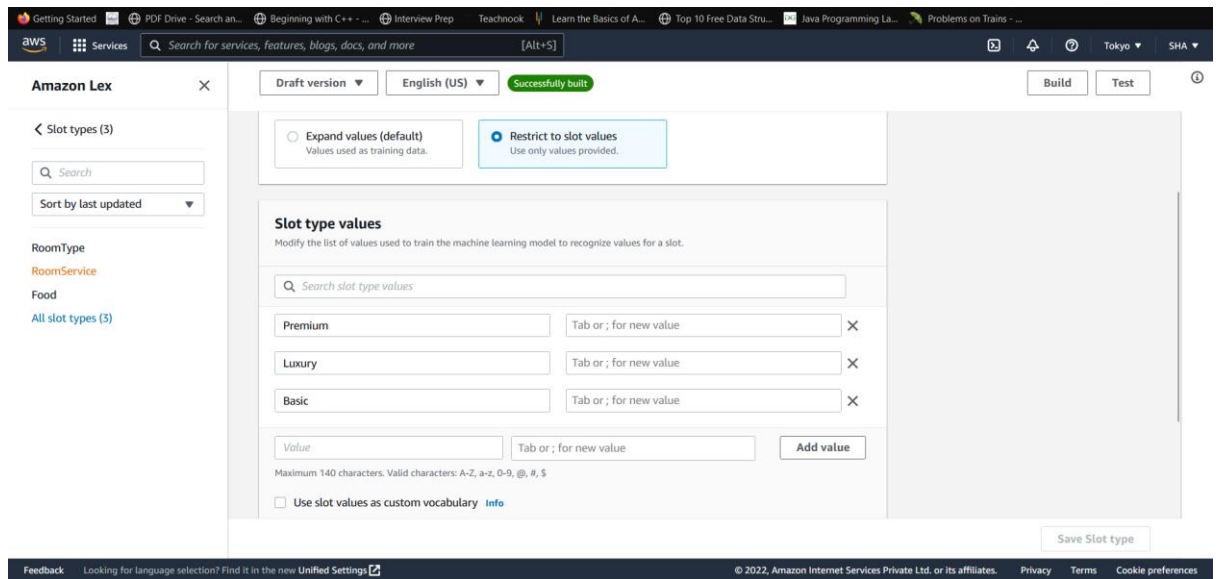 Getting Started PDF Drive - Search an... Beginning with C++ - ... Interview Prep Teachnook Learn the Basics of A... Top 10 Free Data Stru... Java Programming La... Problems on Trains - ...
aws Services Search for services, features, blogs, docs, and more [Alt+S] Tokyo ▼ SHA ▼
Amazon Lex Draft version ▼ English (US) ▼ Successfully built Build Test
Slot types (3)
Expand values (default) Restrict to slot values
Values used as training data. Use only values provided.
Search
Sort by last updated ▼
Slot type values
Modify the list of values used to train the machine learning model to recognize values for a slot.
RoomType
RoomService
Search slot type values
Food
All slot types (3)
Premium Tab or ; for new value
Luxury Tab or ; for new value
Basic Tab or ; for new value
Value Tab or ; for new value Add value
Maximum 140 characters. Valid characters: A-Z, a-z, 0-9, @, #, $
Use slot values as custom vocabulary Info
Save Slot type
Feedback Looking for language selection? Find it in the new Unified Settings © 2022, Amazon Internet Services Private Ltd. or its affiliates. Privacy Terms Cookie preferences